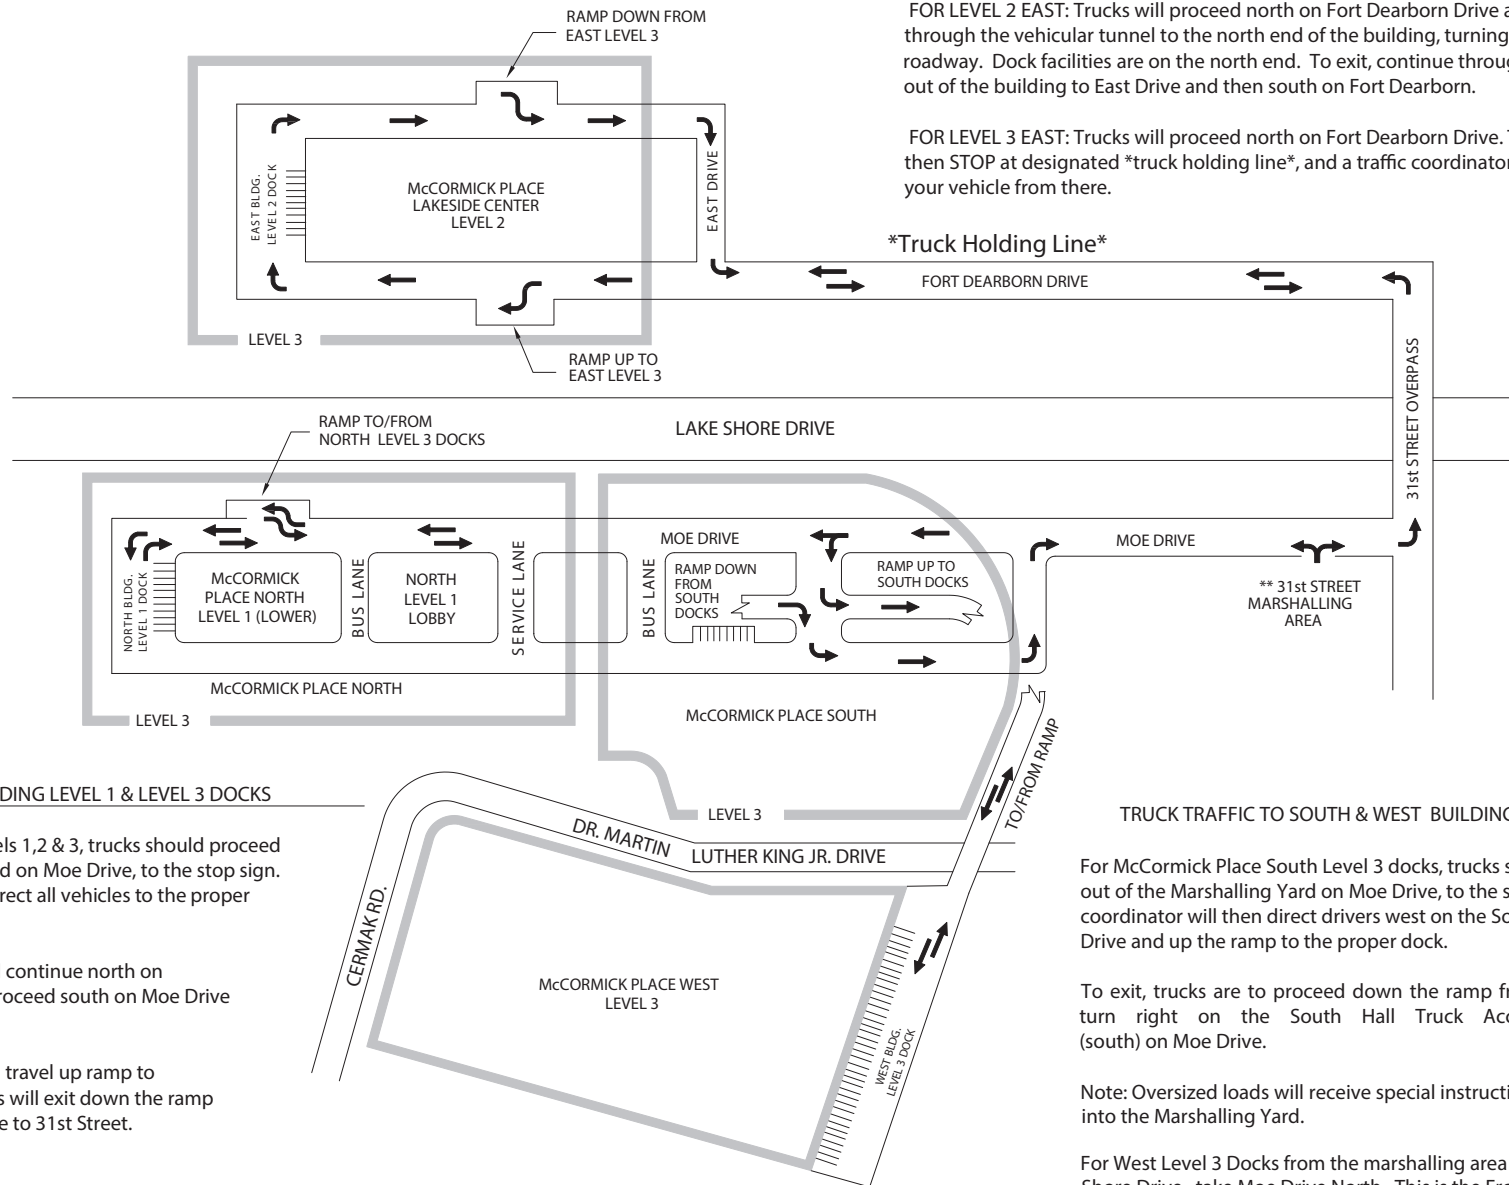 RAMP DOWN FROM
EAST LEVEL 3
FOR LEVEL 2 EAST: Trucks will proceed north on Fort Dearborn Drive a
through the vehicular tunnel to the north end of the building, turning
roadway. Dock facilities are on the north end. To exit, continue throug
out of the building to East Drive and then south on Fort Dearborn.
FOR LEVEL 3 EAST: Trucks will proceed north on Fort Dearborn Drive. T
then STOP at designated *truck holding line*, and a traffic coordinator
your vehicle from there.
EAST BLDG.
LEVEL 2 DOCK
McCORMICK PLACE
LAKESIDE CENTER
LEVEL 2
EAST DRIVE
*Truck Holding Line*
FORT DEARBORN DRIVE
LEVEL 3
RAMP UP TO
EAST LEVEL 3
31st STREET OVERPASS
RAMP TO/FROM
NORTH LEVEL 3 DOCKS
LAKE SHORE DRIVE
NORTH BLDG.
LEVEL 1 DOCK
McCORMICK
PLACE NORTH
LEVEL 1 (LOWER)
BUS LANE
NORTH
LEVEL 1
LOBBY
SERVICE LANE
BUS LANE
MOE DRIVE
RAMP DOWN
FROM
SOUTH
DOCKS
RAMP UP TO
SOUTH DOCKS
MOE DRIVE
** 31st STREET
MARSHALLING
AREA
McCORMICK PLACE NORTH
LEVEL 3
McCORMICK PLACE SOUTH
LEVEL 3
TO/FROM RAMP
DING LEVEL 1 & LEVEL 3 DOCKS
els 1,2 & 3, trucks should proceed
d on Moe Drive, to the stop sign.
rect all vehicles to the proper
l continue north on
roceed south on Moe Drive
travel up ramp to
s will exit down the ramp
e to 31st Street.
CERMAK RD.
DR. MARTIN
LUTHER KING JR. DRIVE
McCORMICK PLACE WEST
LEVEL 3
WEST BLDG.
LEVEL 3 DOCK
TRUCK TRAFFIC TO SOUTH & WEST BUILDING
For McCormick Place South Level 3 docks, trucks s
out of the Marshalling Yard on Moe Drive, to the s
coordinator will then direct drivers west on the So
Drive and up the ramp to the proper dock.
To exit, trucks are to proceed down the ramp fr
turn right on the South Hall Truck Acc
(south) on Moe Drive.
Note: Oversized loads will receive special instructi
into the Marshalling Yard.
For West Level 3 Docks from the marshalling area
Shore Drive, take Moe Drive North. This is the Fro